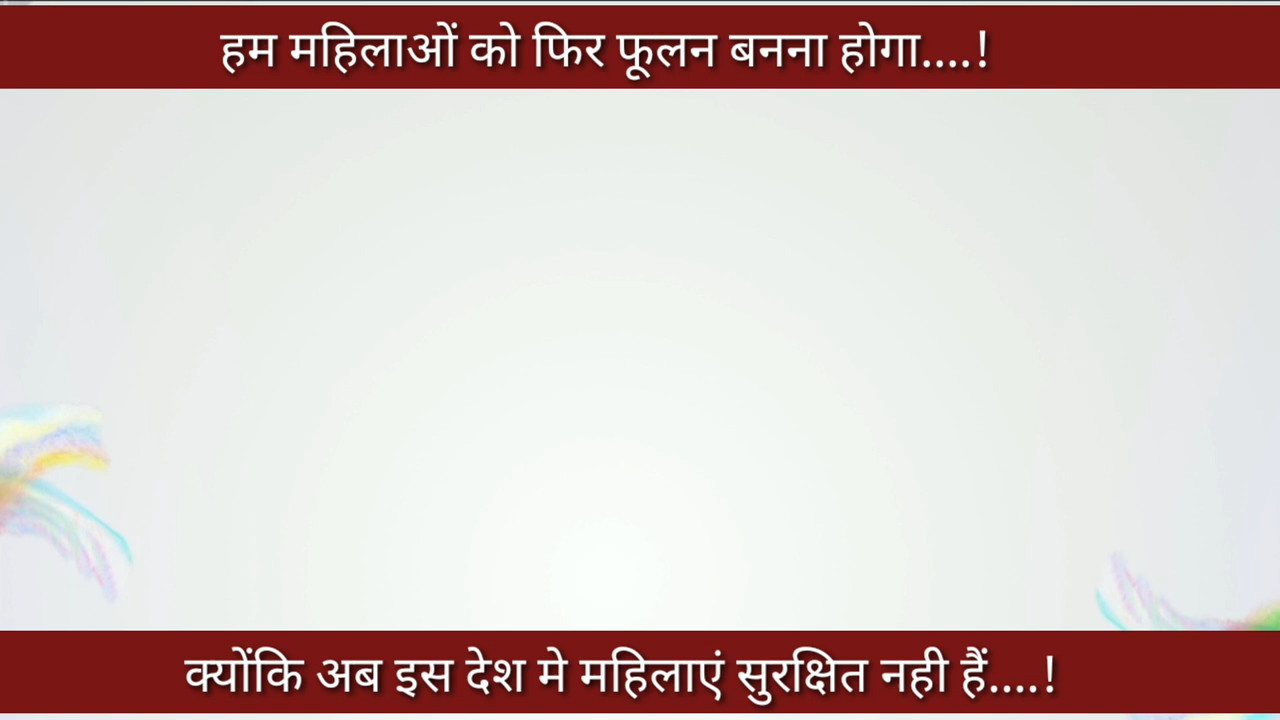 हम महिलाओं को फिर फूलन बनना होगा....!
क्योंकि अब इस देश मे महिलाएं सुरक्षित नही हैं....!